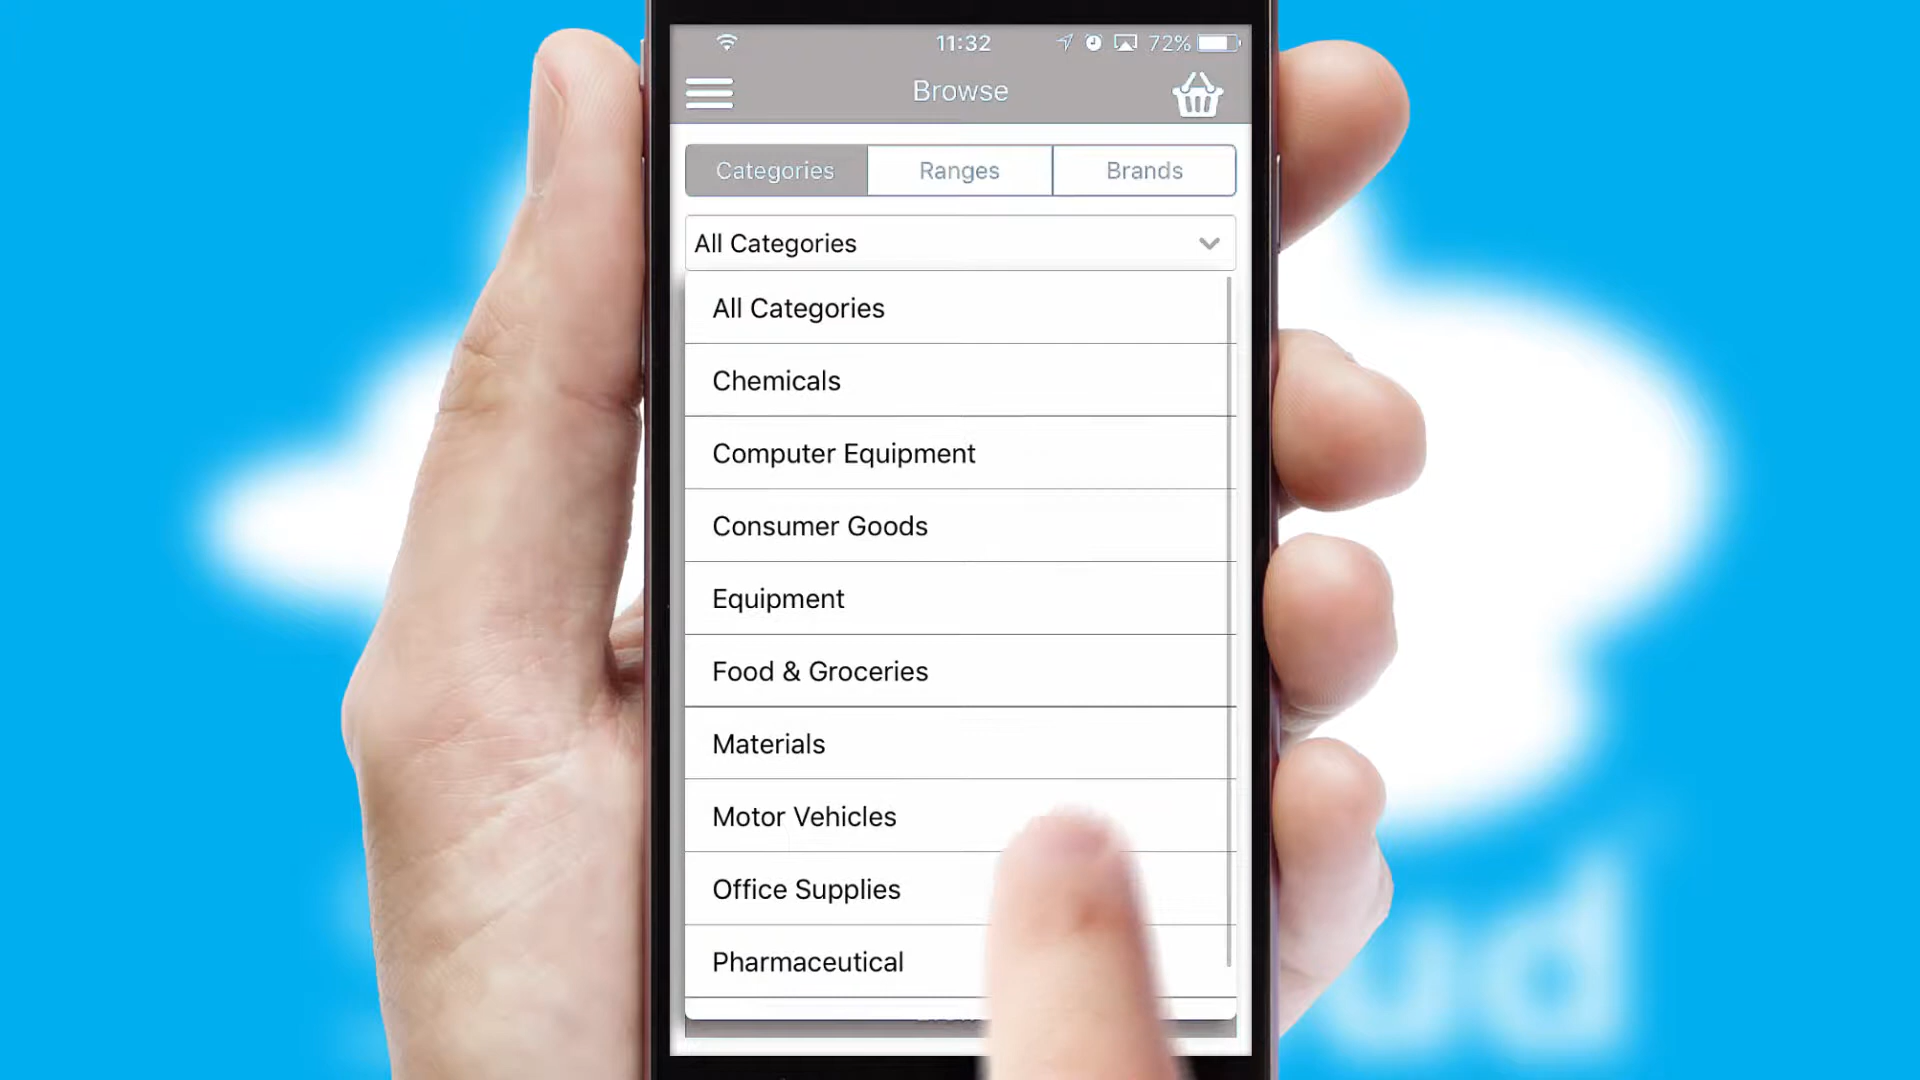 11:32
72%
Browse
Categories Ranges Brands
All Categories
All Categories
Chemicals
Computer Equipment
Consumer Goods
Equipment
Food & Groceries
Materials
Motor Vehicles
Office Supplies
Pharmaceutical
ud